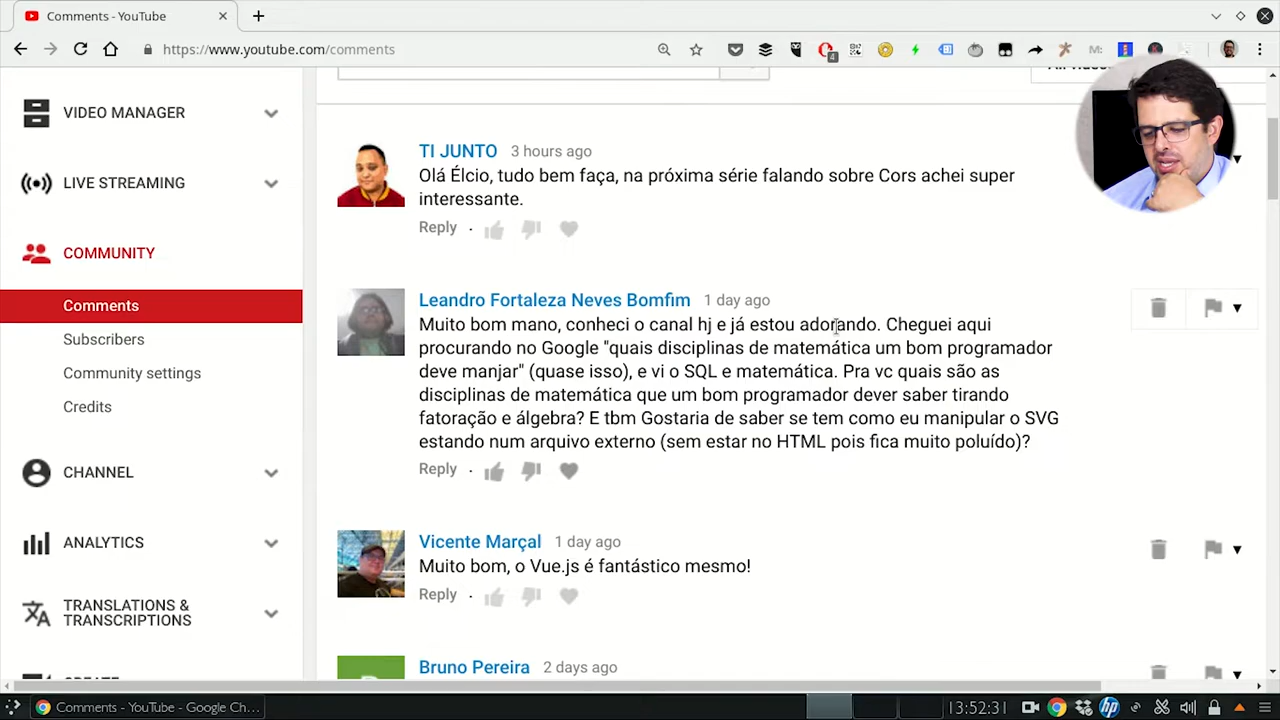 Comments - YouTube
https://www.youtube.com/comments
4
M:
VIDEO MANAGER
LIVE STREAMING
COMMUNITY
Comments
Subscribers
Community settings
Credits
CHANNEL
ANALYTICS
TRANSLATIONS &
TRANSCRIPTIONS
TI JUNTO 3 hours ago
Olá Élcio, tudo bem faça, na próxima série falando sobre Cors achei super
interessante.
Reply
Leandro Fortaleza Neves Bomfim 1 day ago
Muito bom mano, conheci o canal hj e já estou adorando. Cheguei aqui
procurando no Google "quais disciplinas de matemática um bom programador
deve manjar" (quase isso), e vi o SQL e matemática. Pra vc quais são as
disciplinas de matemática que um bom programador dever saber tirando
fatoração e álgebra? E tbm Gostaria de saber se tem como eu manipular o SVG
estando num arquivo externo (sem estar no HTML pois fica muito poluído)?
Reply
Vicente Marçal 1 day ago
Muito bom, o Vue.js é fantástico mesmo!
Reply
Bruno Pereira 2 days ago
Comments - YouTube - Google Ch...
13:52:31